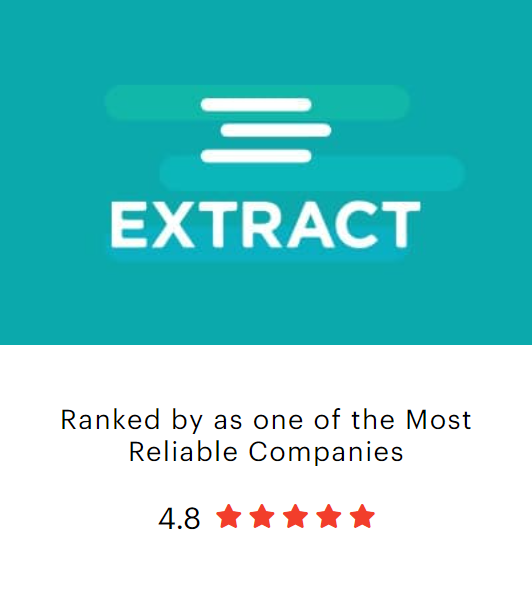 EXTRACT
Ranked by as one of the Most
Reliable Companies
4.8